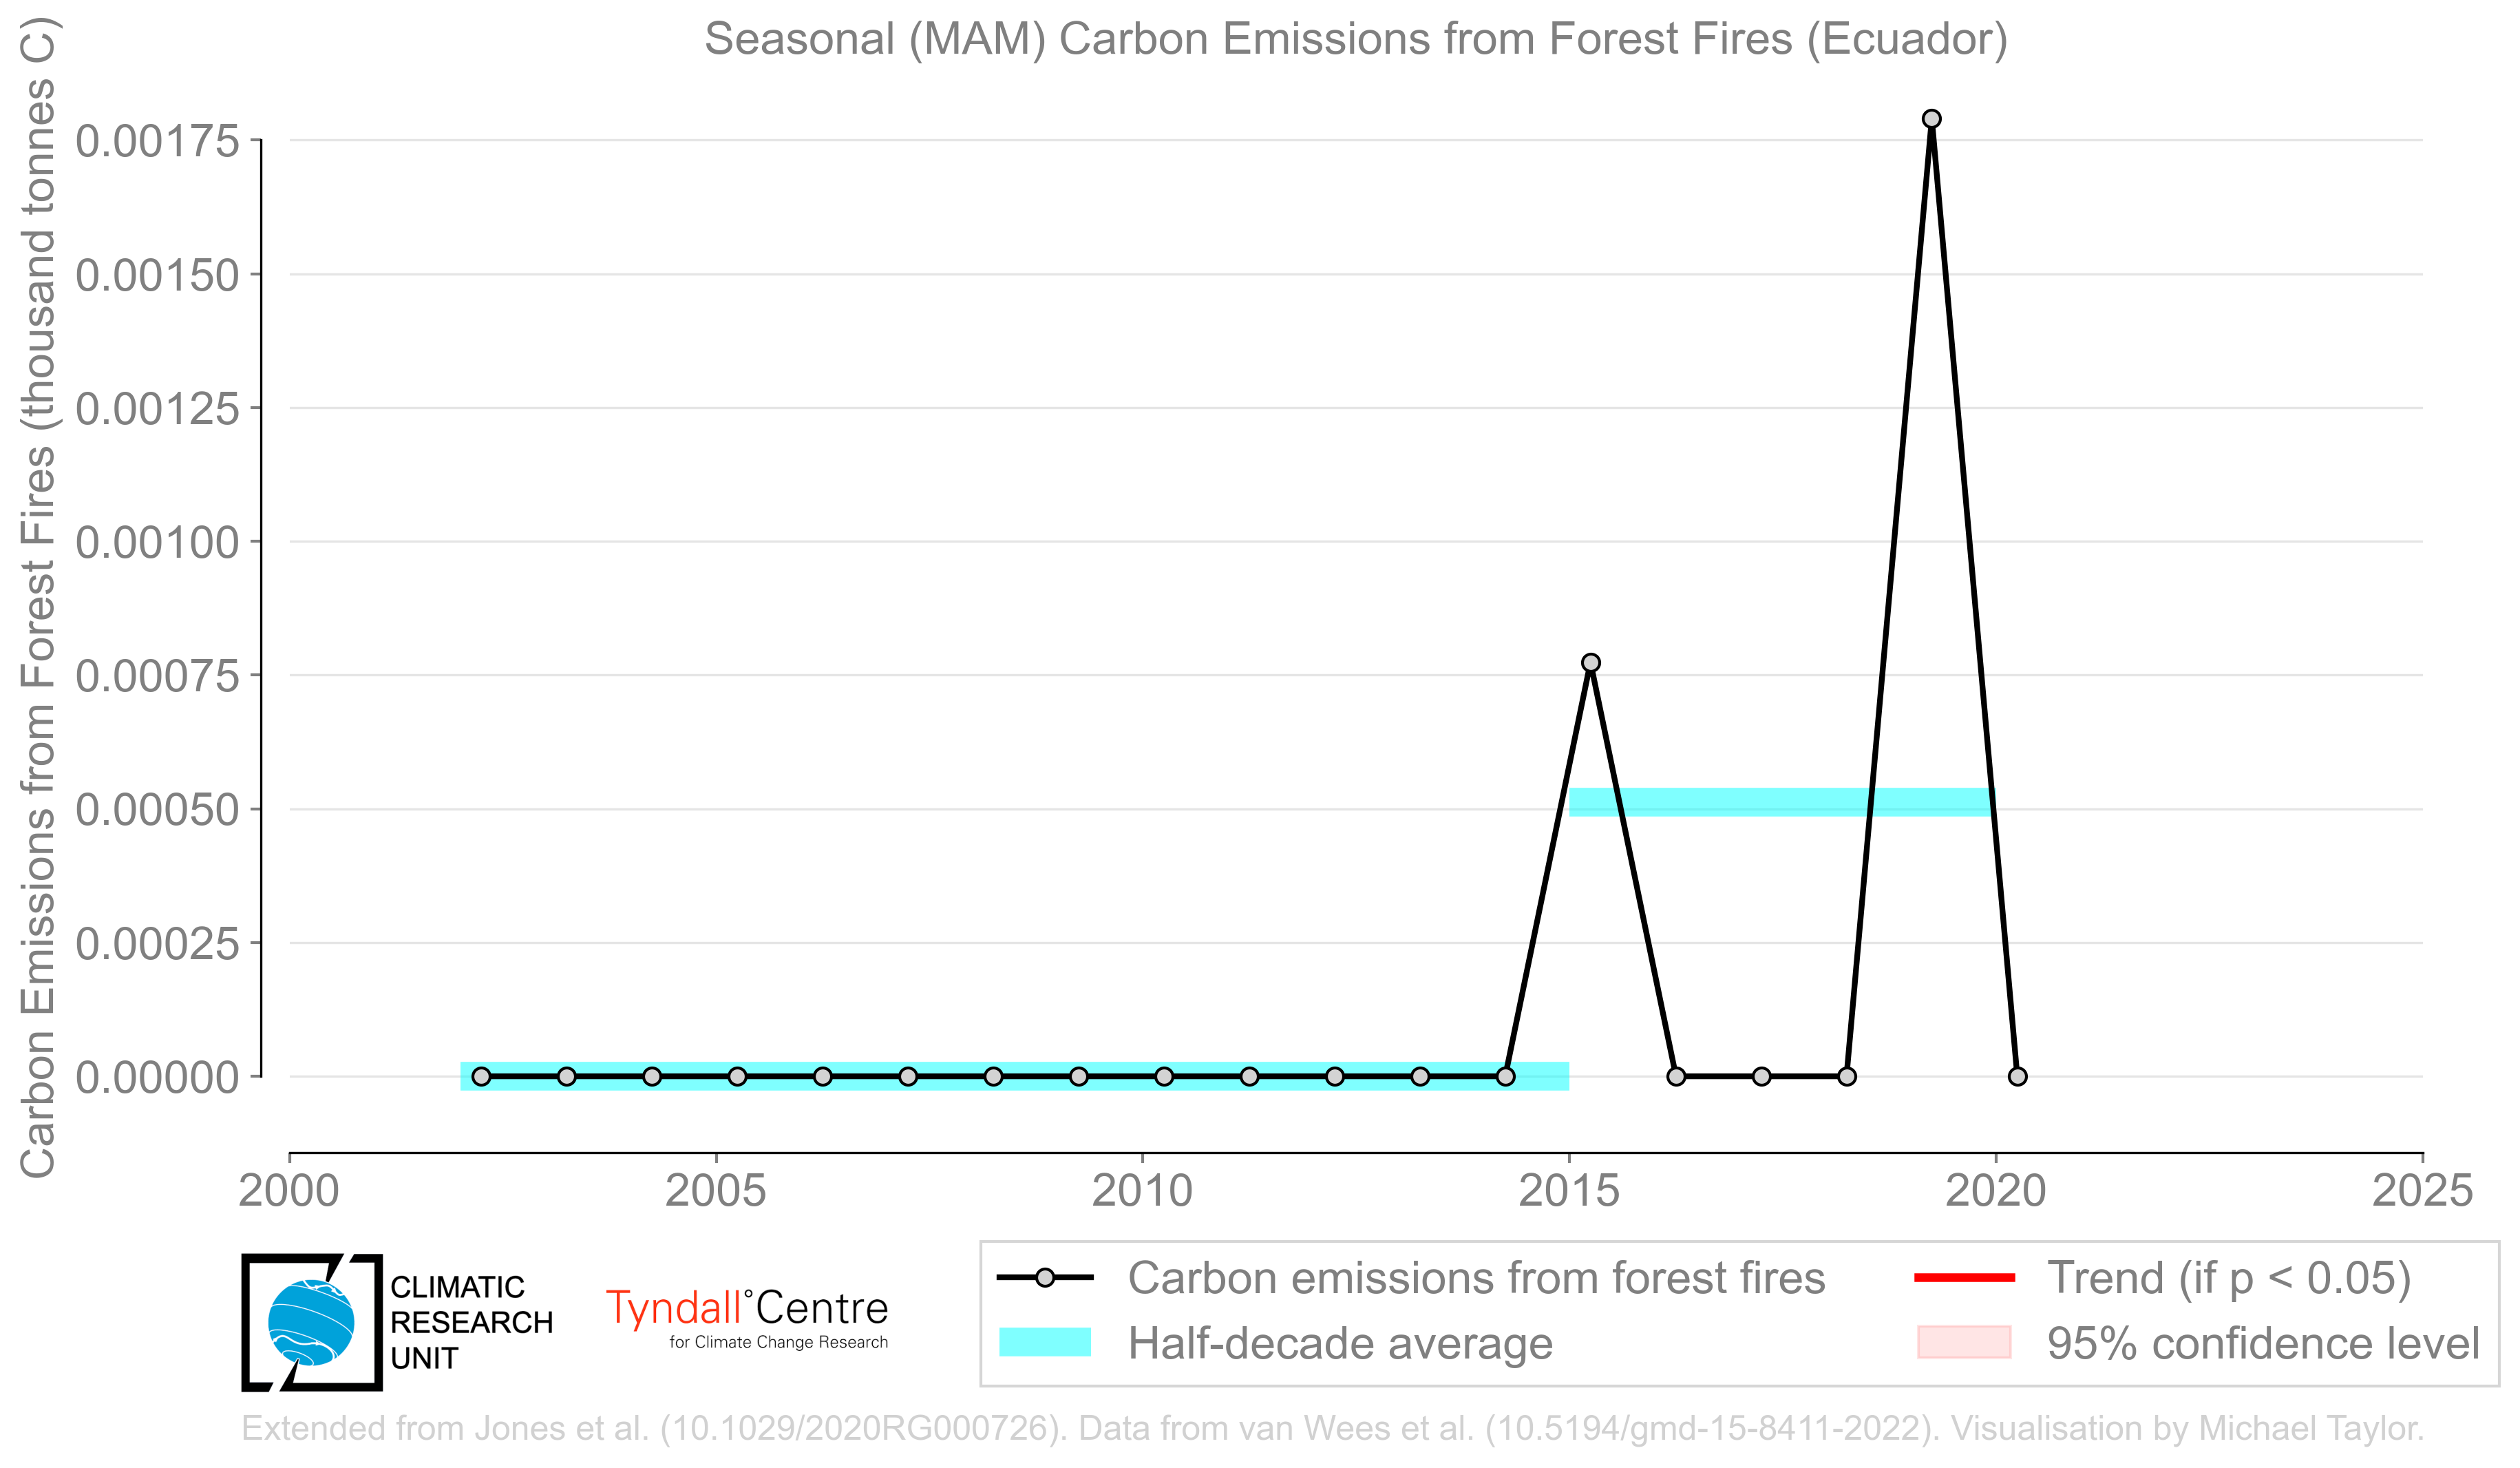 Seasonal (MAM) Carbon Emissions from Forest Fires (Ecuador)
Carbon Emissions from Forest Fires (thousand tonnes C)
0.00175
0.00150
0.00125
0.00100
0.00075
0.00050
0.00025
0.00000
2000 2005 2010 2015 2020 2025
CLIMATIC
RESEARCH
UNIT
Tyndall°Centre
for Climate Change Research
Carbon emissions from forest fires
Half-decade average
Trend (if p < 0.05)
95% confidence level
Extended from Jones et al. (10.1029/2020RG000726). Data from van Wees et al. (10.5194/gmd-15-8411-2022). Visualisation by Michael Taylor.